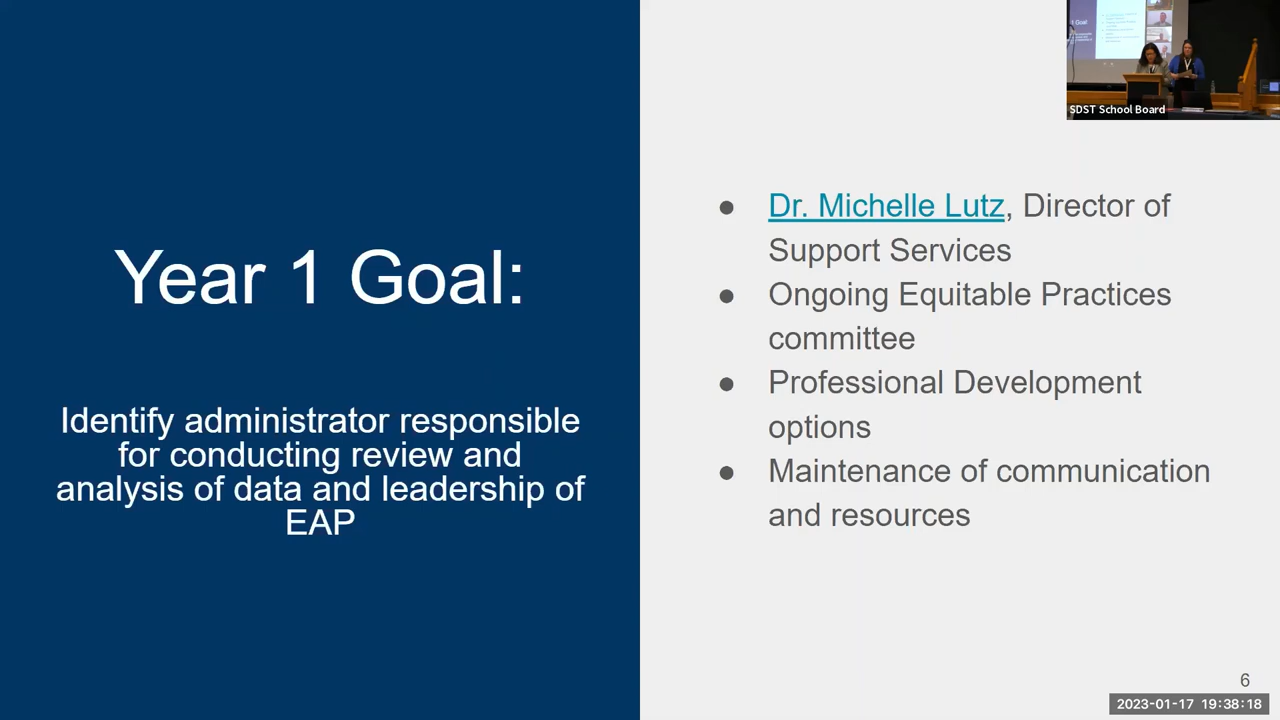 SDST School Board
Year 1 Goal:
Identify administrator responsible
for conducting review and
analysis of data and leadership of
EAP
● Dr. Michelle Lutz, Director of
Support Services
● Ongoing Equitable Practices
committee
● Professional Development
options
● Maintenance of communication
and resources
6
2023-01-17 19:38:18